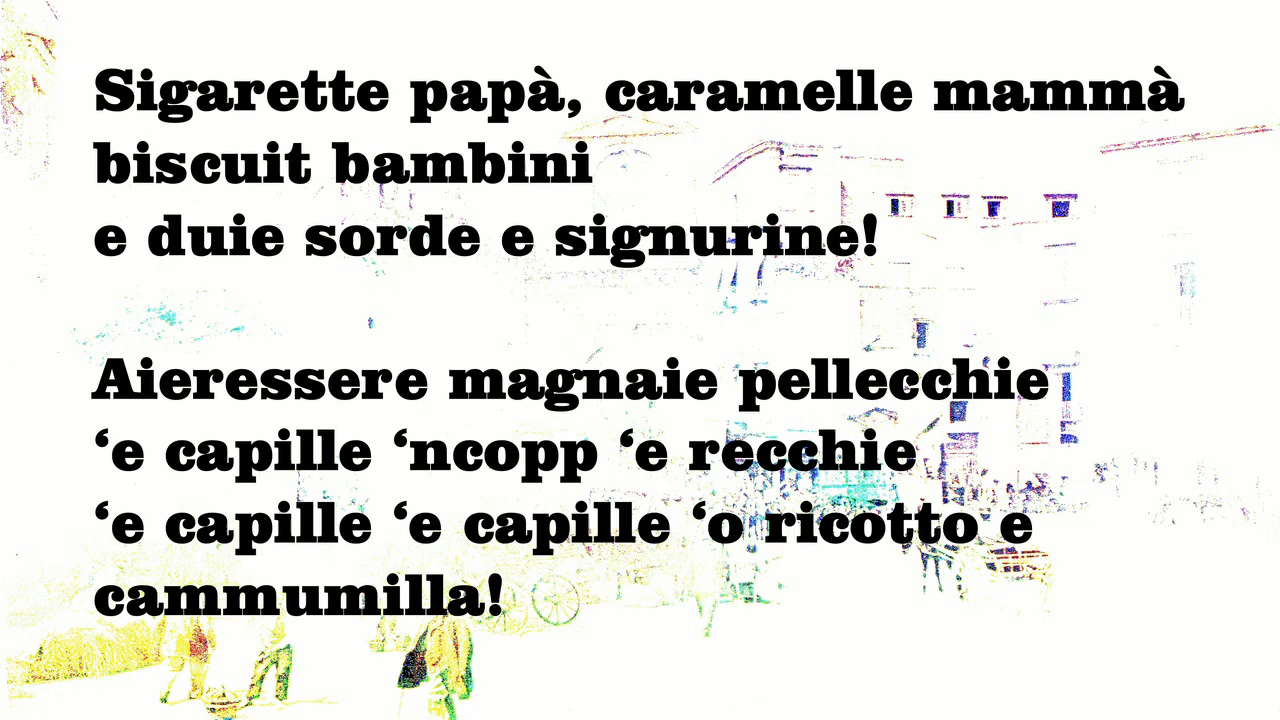 Sigarette papà, caramelle mammà
biscuit bambini
e duie sorde e signurine!
Aieressere magnaie pellecchie
‘e capille ‘ncopp ‘e recchie
‘e capille ‘e capille ‘o ricotto e
cammumilla!